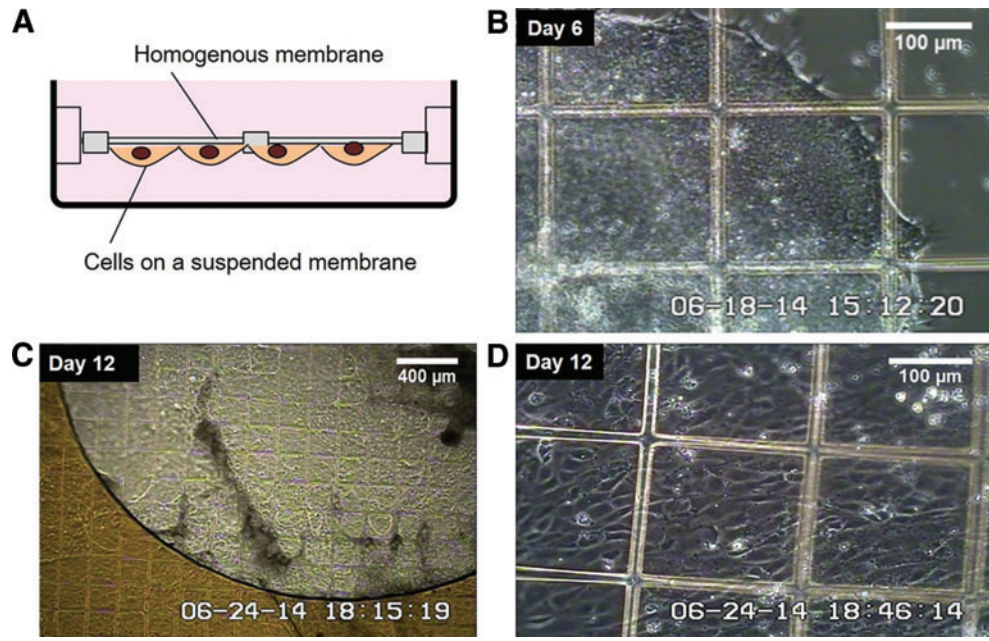 A
Homogenous membrane
Cells on a suspended membrane
B
Day 6
100 µm
06-18-14 15:12:20
C
Day 12
400 µm
06-24-14 18:15:19
D
Day 12
100 µm
06-24-14 18:46:14